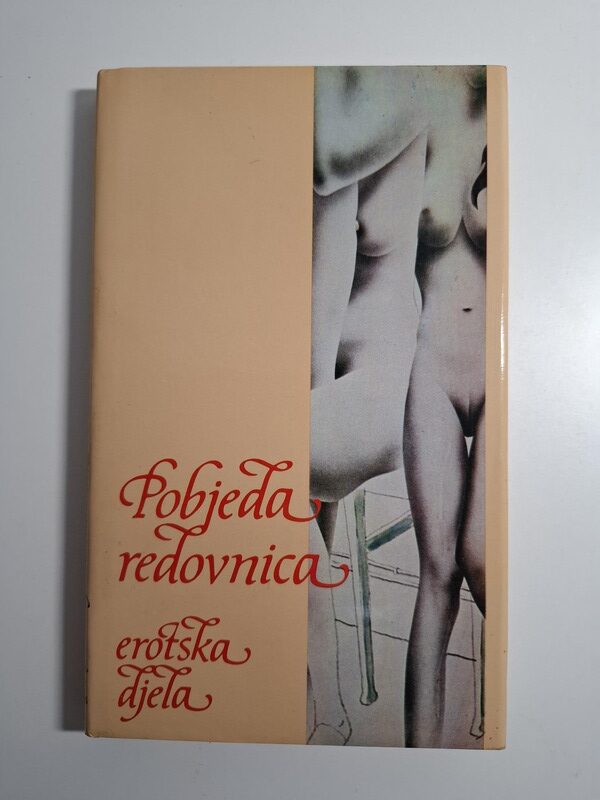 Pobjeda
redovnica
erotska
djela